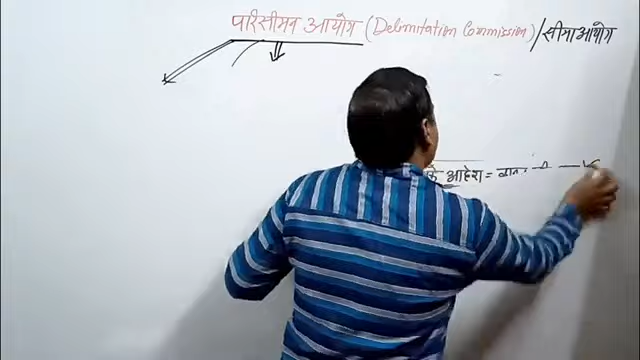 परिसीमन आयोग (Delimitation Commission) / सीमा आयोग
के आदेश =